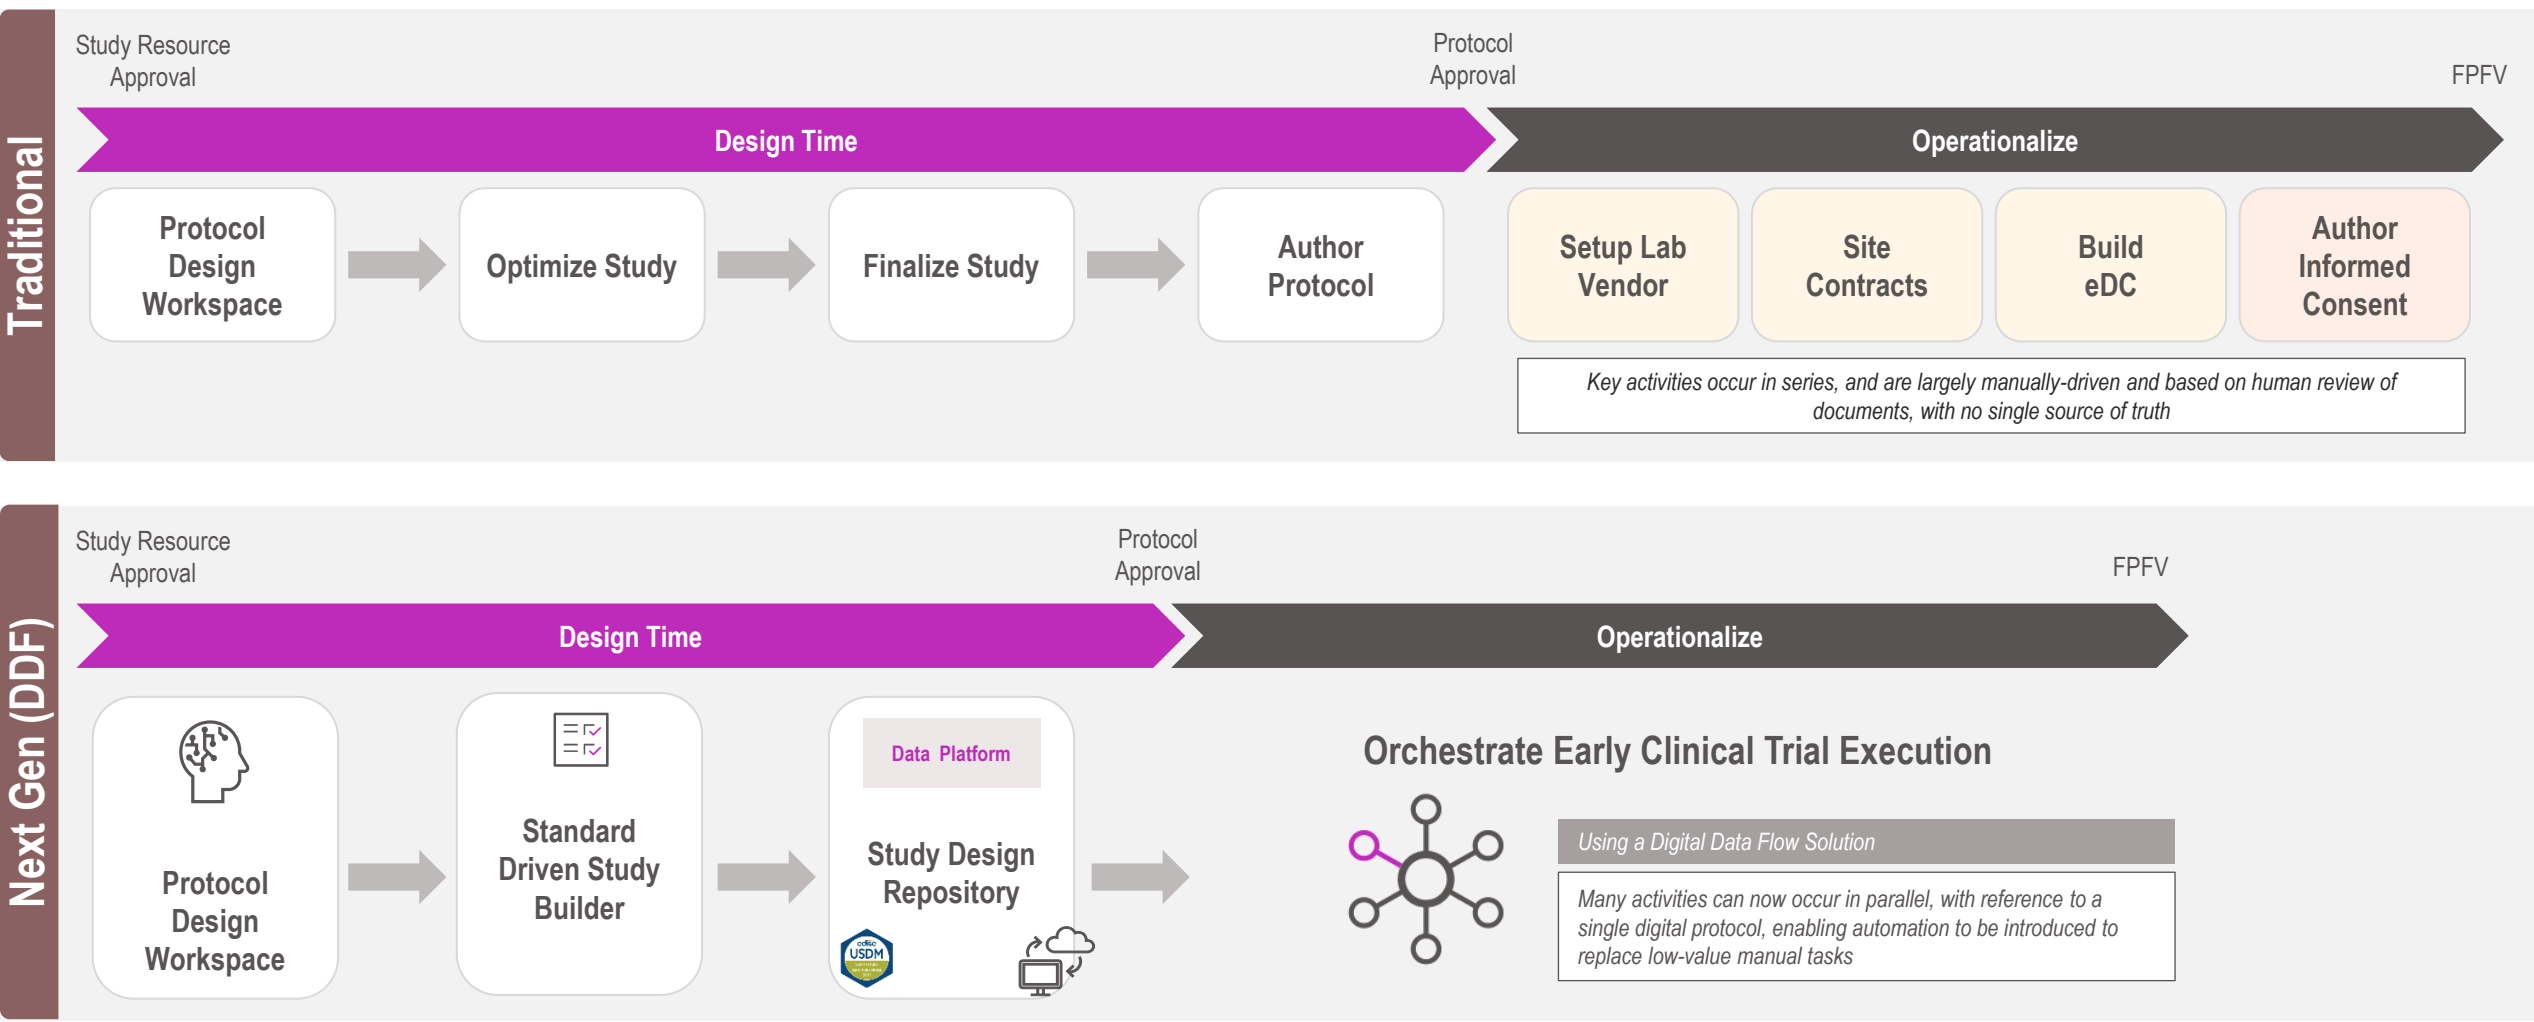 Traditional
Study Resource
Approval
Protocol
Approval
FPFV
Design Time
Operationalize
Protocol
Design
Workspace
Optimize Study
Finalize Study
Author
Protocol
Setup Lab
Vendor
Site
Contracts
Build
eDC
Author
Informed
Consent
Key activities occur in series, and are largely manually-driven and based on human review of
documents, with no single source of truth
Next Gen (DDF)
Study Resource
Approval
Protocol
Approval
FPFV
Design Time
Operationalize
Protocol
Design
Workspace
Standard
Driven Study
Builder
Data Platform
Study Design
Repository
cdisc
USDM
Orchestrate Early Clinical Trial Execution
Using a Digital Data Flow Solution
Many activities can now occur in parallel, with reference to a
single digital protocol, enabling automation to be introduced to
replace low-value manual tasks